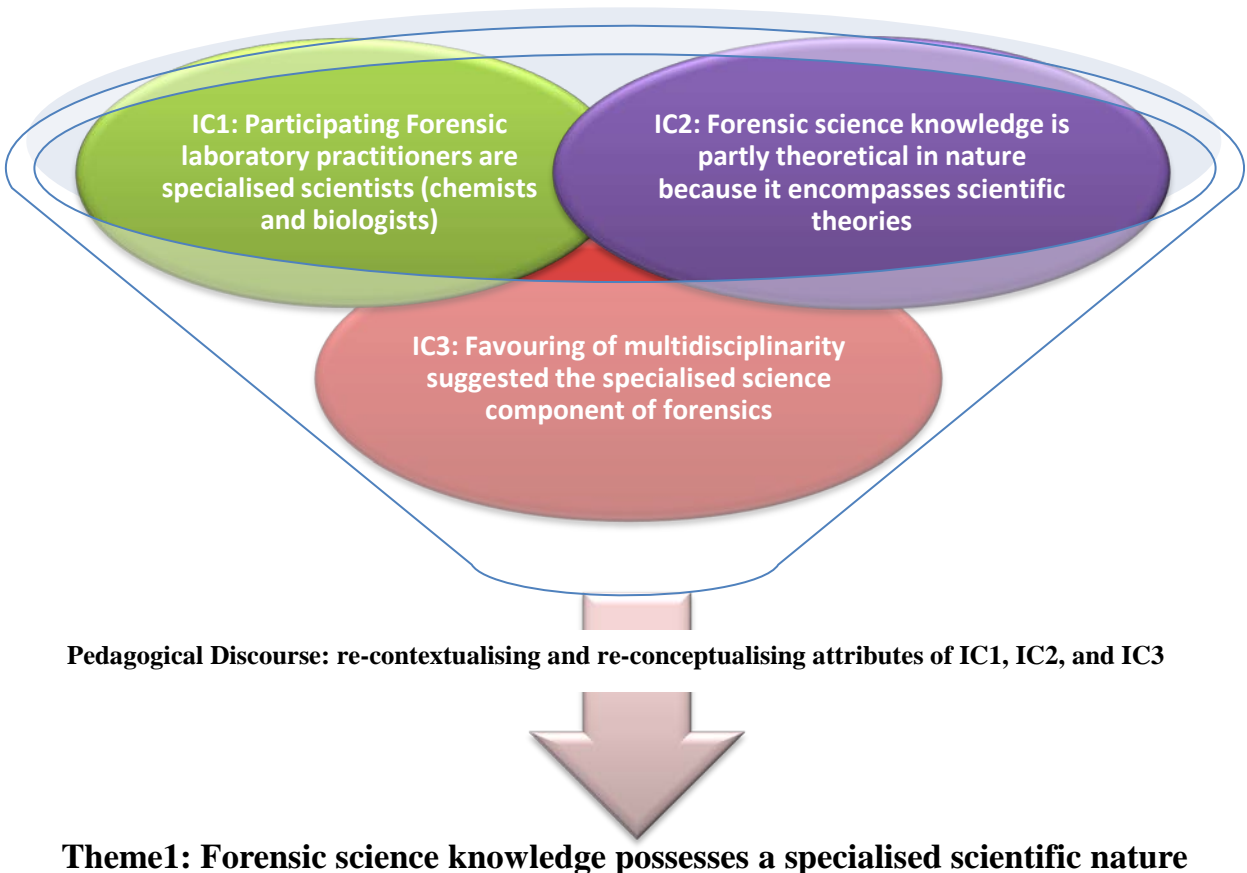 IC1: Participating Forensic
laboratory practitioners are
specialised scientists (chemists
and biologists)
IC2: Forensic science knowledge is
partly theoretical in nature
because it encompasses scientific
theories
IC3: Favouring of multidisciplinarity
suggested the specialised science
component of forensics
Pedagogical Discourse: re-contextualising and re-conceptualising attributes of IC1, IC2, and IC3
Theme1: Forensic science knowledge possesses a specialised scientific nature